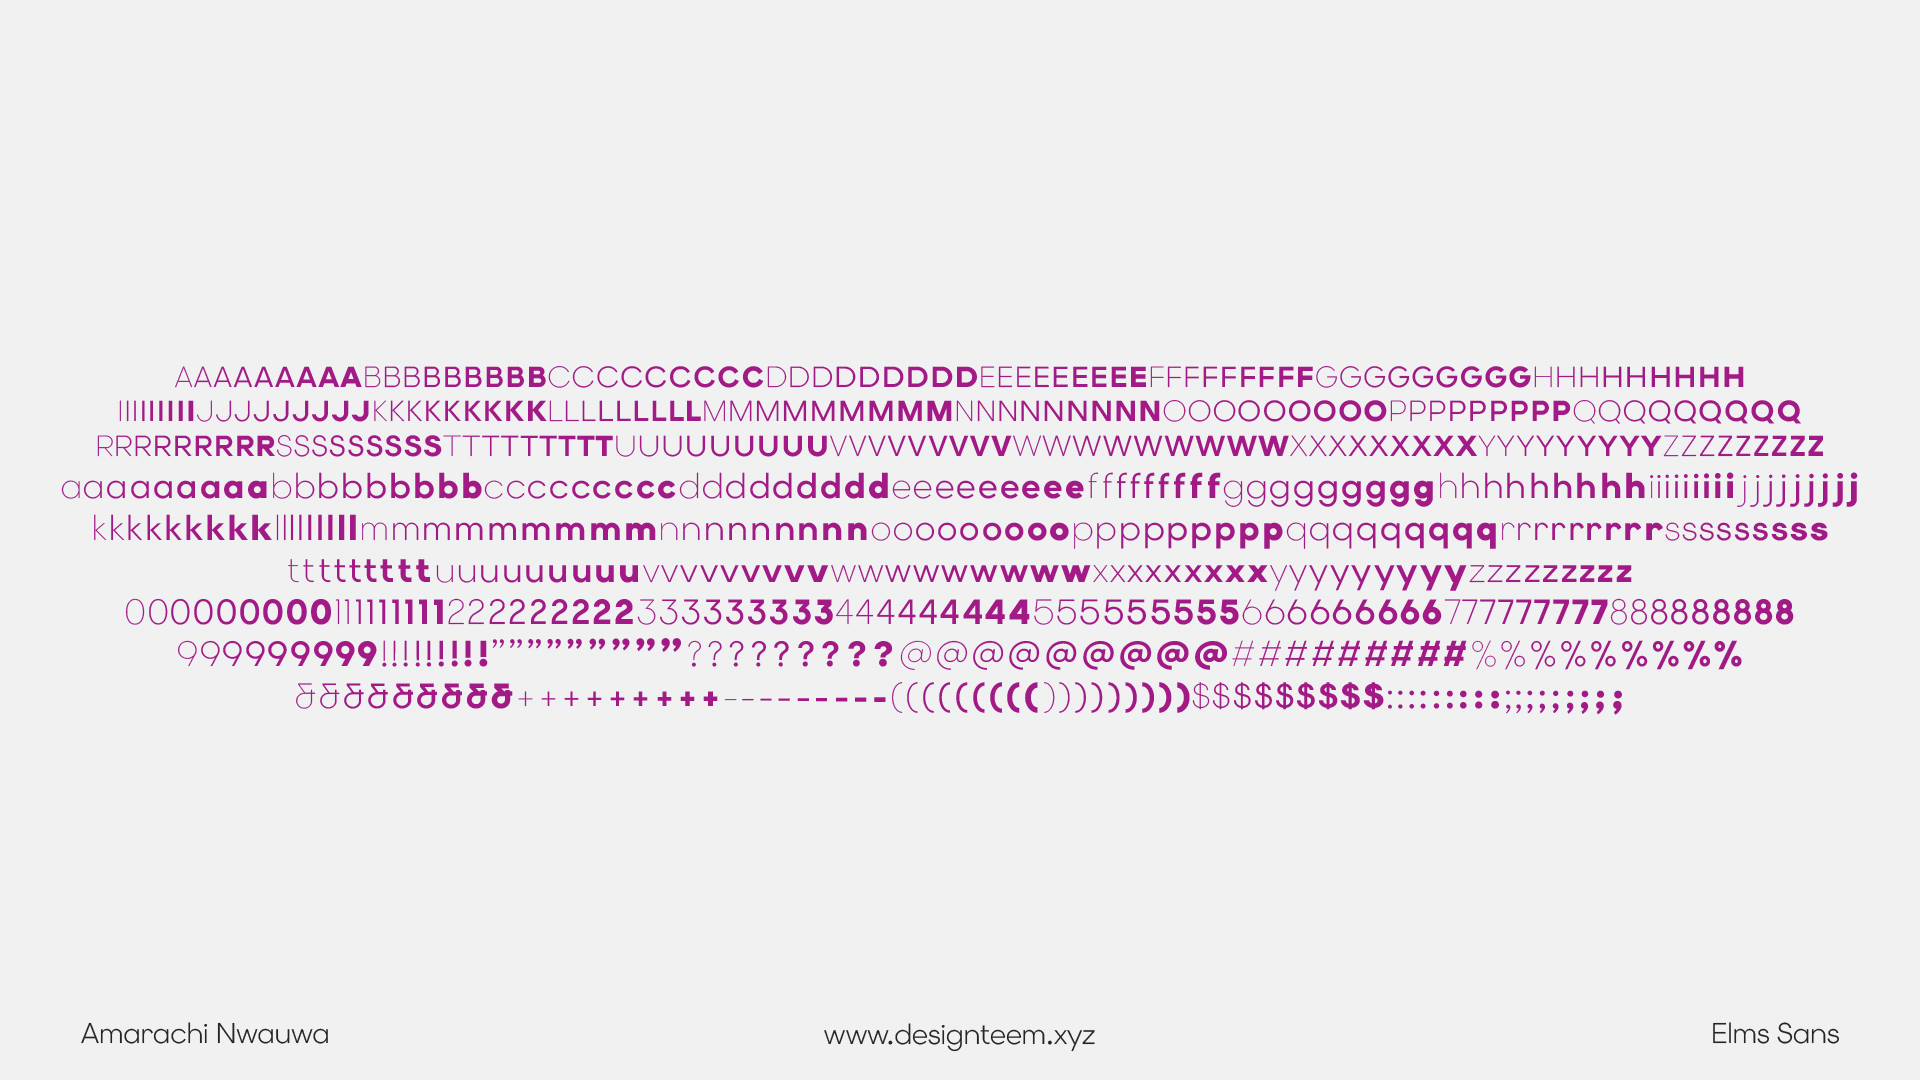 AAAAAAAAABBBBBBBBBCCCCCCCCCDDDDDDDDDEEEEEEEEEFFFFFFFFFGGGGGGGGGHHHHHHHHH
IIIIIIIIIJJJJJJJJJKKKKKKKKKLLLLLLLLLMMMMMMMMMNNNNNNNNNOOOOOOOOOPPPPPPPPPQQQQQQQQQ
RRRRRRRRRSSSSSSSSSTTTTTTTTTUUUUUUUUUVVVVVVVVVWWWWWWWWWXXXXXXXXXYYYYYYYYYZZZZZZZZZ
aaaaaaaaabbbbbbbbbcccccccccdddddddddeeeeeeeeefffffffffggggggggghhhhhhhhhiiiiiiiiijjjjjjjjj
kkkkkkkkklllllllllmmmmmmmmmnnnnnnnnnooooooooopppppppppqqqqqqqqqrrrrrrrrrsssssssss
tttttttttuuuuuuuuuvvvvvvvvvwwwwwwwwwxxxxxxxxxyyyyyyyyyzzzzzzzzz
000000000111111111222222222333333333444444444555555555666666666777777777888888888
999999999!!!!!!!!!”””””””””?????????@@@@@@@@@#########%%%%%%%%%
&&&&&&&&&+++++++++---------((((((((()))))))))$$$$$$$$$:::::::::;;;;;;;;;
Amarachi Nwauwa
www.designteem.xyz
Elms Sans